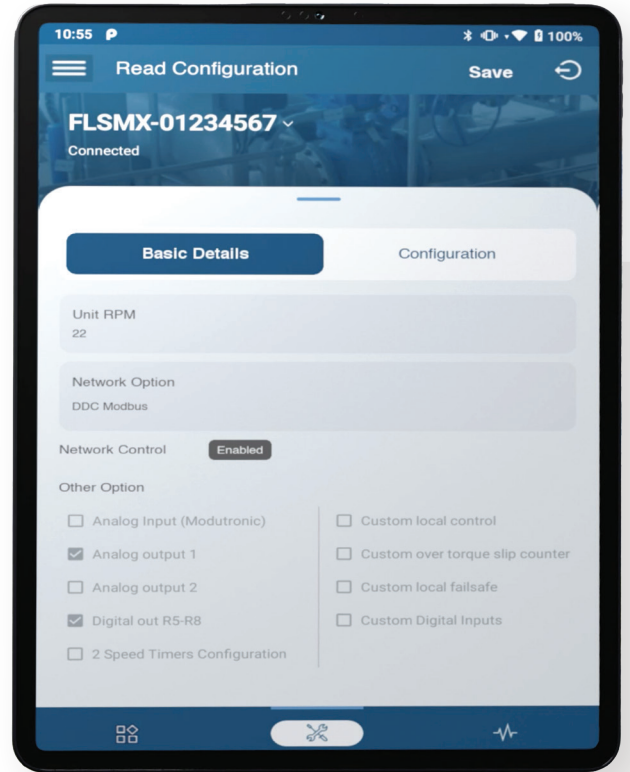 10:55
100%
Read Configuration
Save
FLSMX-01234567
Connected
Basic Details
Configuration
Unit RPM
22
Network Option
DDC Modbus
Network Control
Enabled
Other Option
Analog Input (Modutronic)
Custom local control
Analog output 1
Custom over torque slip counter
Analog output 2
Custom local failsafe
Digital out R5-R8
Custom Digital Inputs
2 Speed Timers Configuration